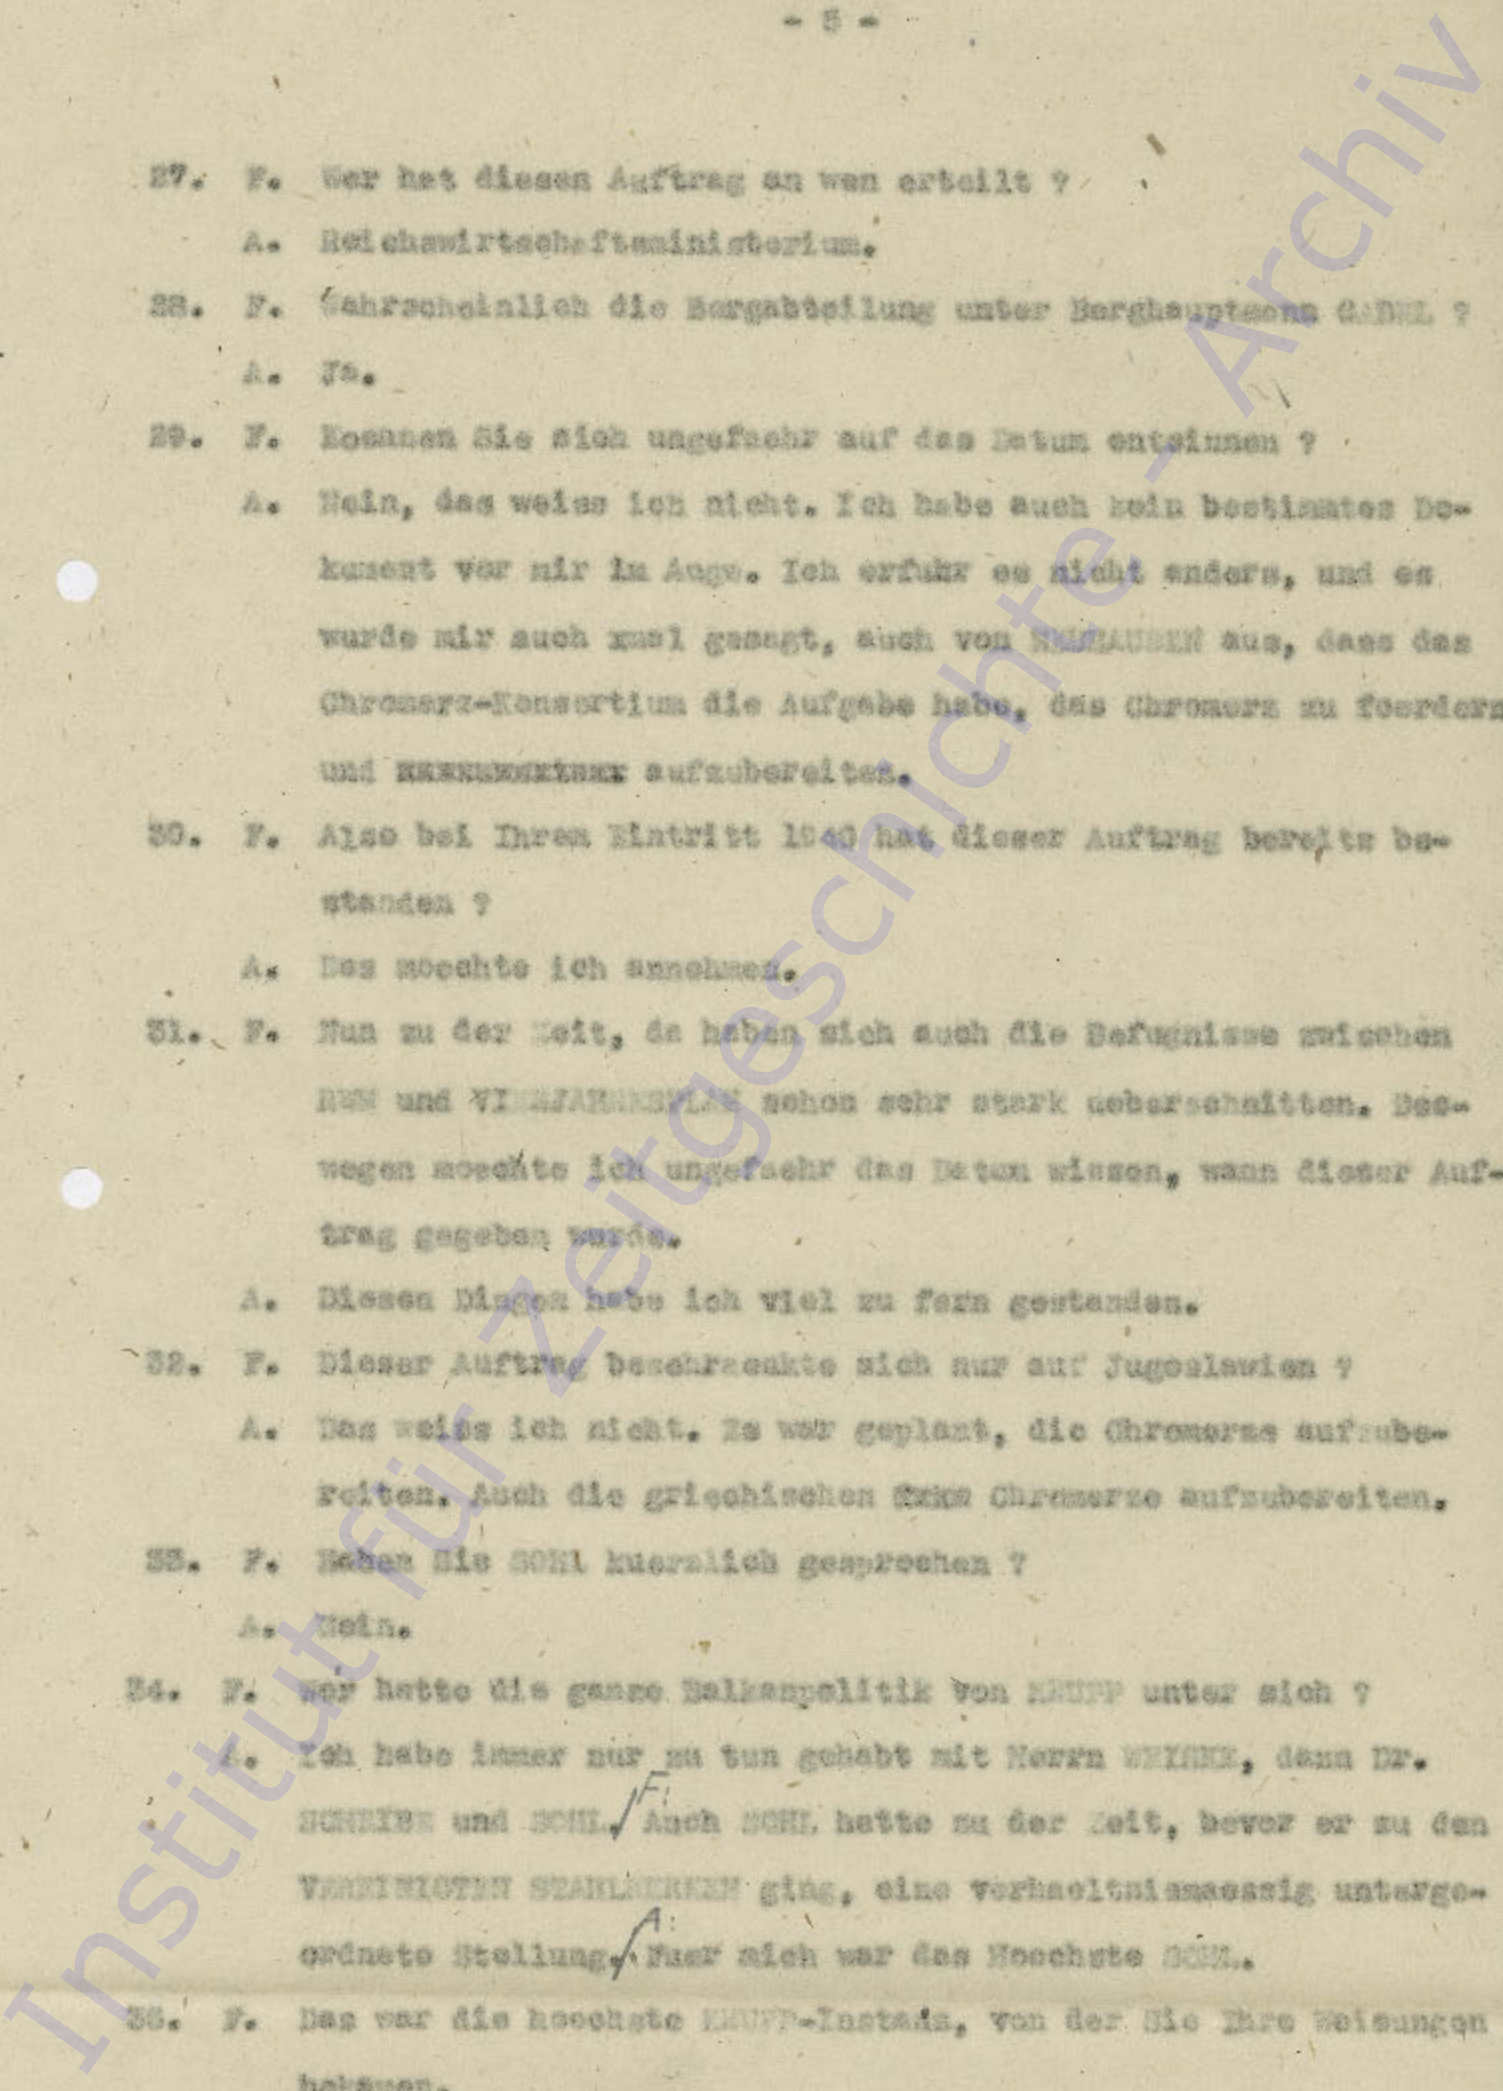 - 5 -
27. F. Wer hat diesen Auftrag an wen erteilt ?
A. Reichswirtschaftsministerium.
28. F. Wahrscheinlich die Bergabteilung unter Berghauptmann GABEL ?
A. Ja.
29. F. Koennen Sie sich ungefaehr auf das Datum entsinnen ?
A. Nein, das weiss ich nicht. Ich habe auch kein bestimmtes Do-
kument vor mir im Auge. Ich erfuhr es nicht anders, und es
wurde mir auch xmal gesagt, auch von NEUHAUSEN aus, dass das
Chromerz-Konsortium die Aufgabe habe, das Chromerz zu foerdern
und aufzubereiten.
30. F. Also bei Ihrem Eintritt 1940 hat dieser Auftrag bereits be-
standen ?
A. Das moechte ich annehmen.
31. F. Nun zu der Zeit, da haben sich auch die Befugnisse zwischen
RWM und VIERJAHRESPLAN schon sehr stark ueberschnitten. Des-
wegen moechte ich ungefaehr das Datum wissen, wann dieser Auf-
trag gegeben wurde.
A. Diesen Dingen habe ich viel zu fern gestanden.
32. F. Dieser Auftrag beschraenkte sich nur auf Jugoslawien ?
A. Das weiss ich nicht. Es war geplant, die Chromerze aufzube-
reiten. Auch die griechischen Chromerze aufzubereiten.
33. F. Haben Sie SOHL kuerzlich gesprochen ?
A. Nein.
34. F. Wer hatte die ganze Balkanpolitik von KRUPP unter sich ?
A. Ich habe immer nur zu tun gehabt mit Herrn dann Dr.
SCHEIBE und SOHL. / F: Auch SOHL hatte zu der Zeit, bevor er zu den
VEREINIGTEN STAHLWERKEN ging, eine verhaeltnismaessig unterge-
ordnete Stellung. / A: Fuer mich war das Hoechste SOHL.
35. F. Das war die hoechste KRUPP-Instanz, von der Sie Ihre Weisungen
bekamen.
Institut für Zeitgeschichte - Archiv